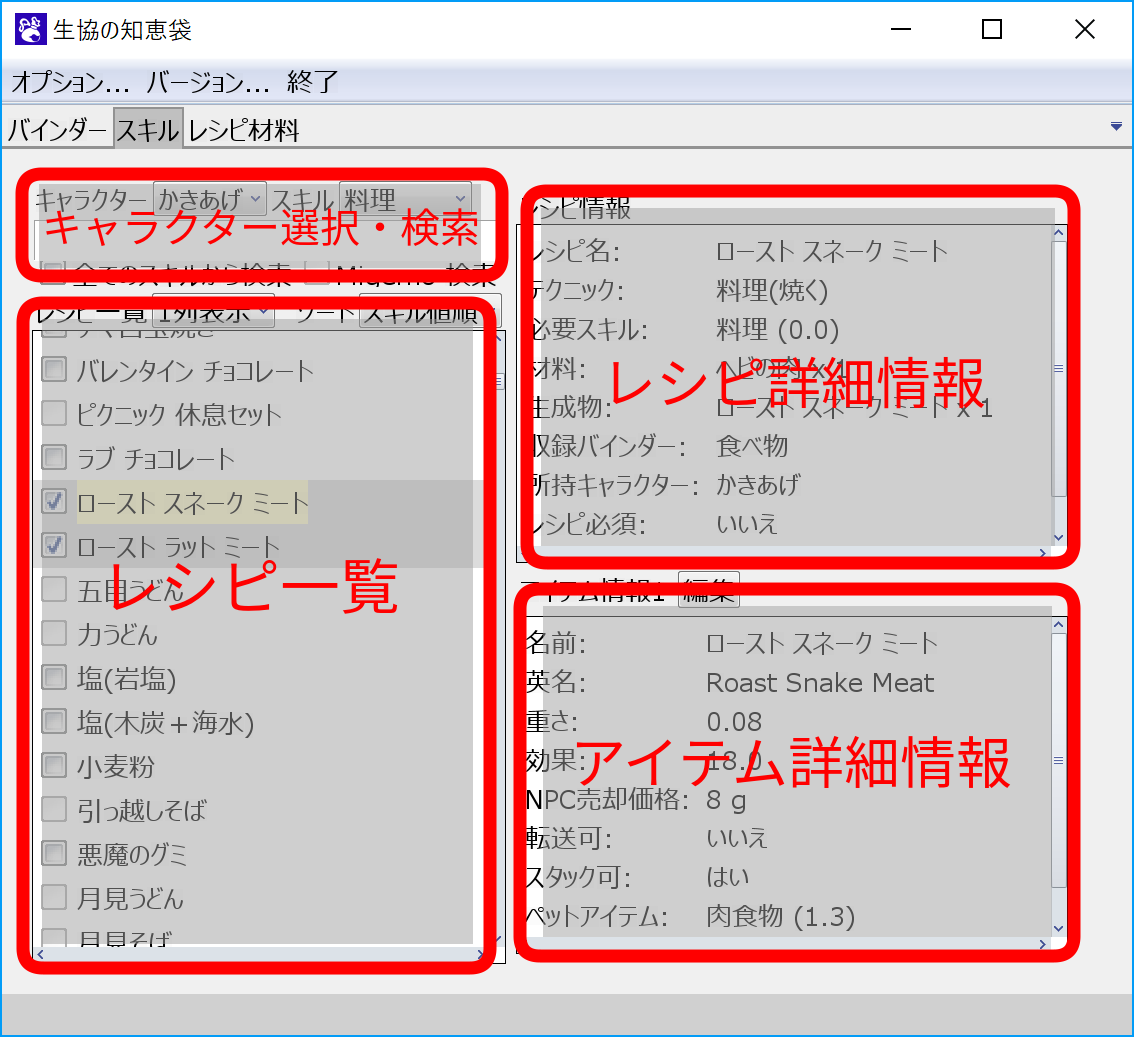 生協の知恵袋
オプション... バージョン... 終了
バインダー スキル レシピ材料
キャラクター かきあげ スキル 料理
キャラクター選択・検索
全てのスキルから検索 Migemo 検索
レシピ一覧 1列表示 ソート スキル値順
バレンタイン チョコレート
ピクニック 休息セット
ラブ チョコレート
ロースト スネーク ミート
ロースト ラット ミート
レシピ一覧
五目うどん
力うどん
塩(岩塩)
塩(木炭+海水)
小麦粉
引っ越しそば
悪魔のグミ
月見うどん
月見そば
レシピ情報
レシピ名: ロースト スネーク ミート
テクニック: 料理(焼く)
必要スキル: 料理 (0.0)
材料: ヘビの肉 x 1
レシピ詳細情報
生成物: ロースト スネーク ミート x 1
収録バインダー: 食べ物
所持キャラクター: かきあげ
レシピ必須: いいえ
アイテム情報1 編集
名前: ロースト スネーク ミート
英名: Roast Snake Meat
重さ: 0.08
効果: 18.0
アイテム詳細情報
NPC売却価格: 8 g
転送可: いいえ
スタック可: はい
ペットアイテム: 肉食物 (1.3)